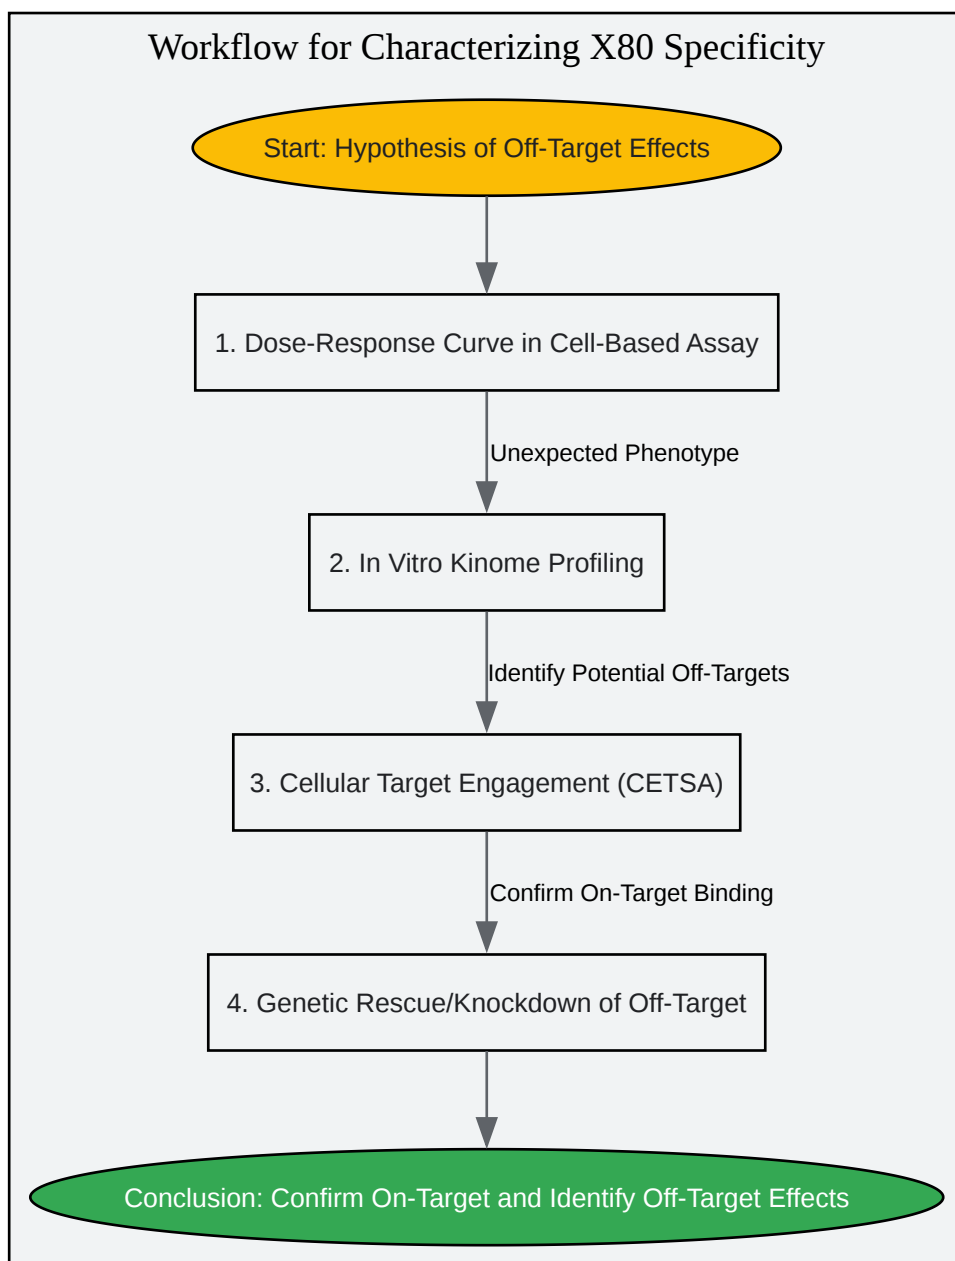 Workflow for Characterizing X80 Specificity
Start: Hypothesis of Off-Target Effects
1. Dose-Response Curve in Cell-Based Assay
Unexpected Phenotype
2. In Vitro Kinome Profiling
Identify Potential Off-Targets
3. Cellular Target Engagement (CETSA)
Confirm On-Target Binding
4. Genetic Rescue/Knockdown of Off-Target
Conclusion: Confirm On-Target and Identify Off-Target Effects